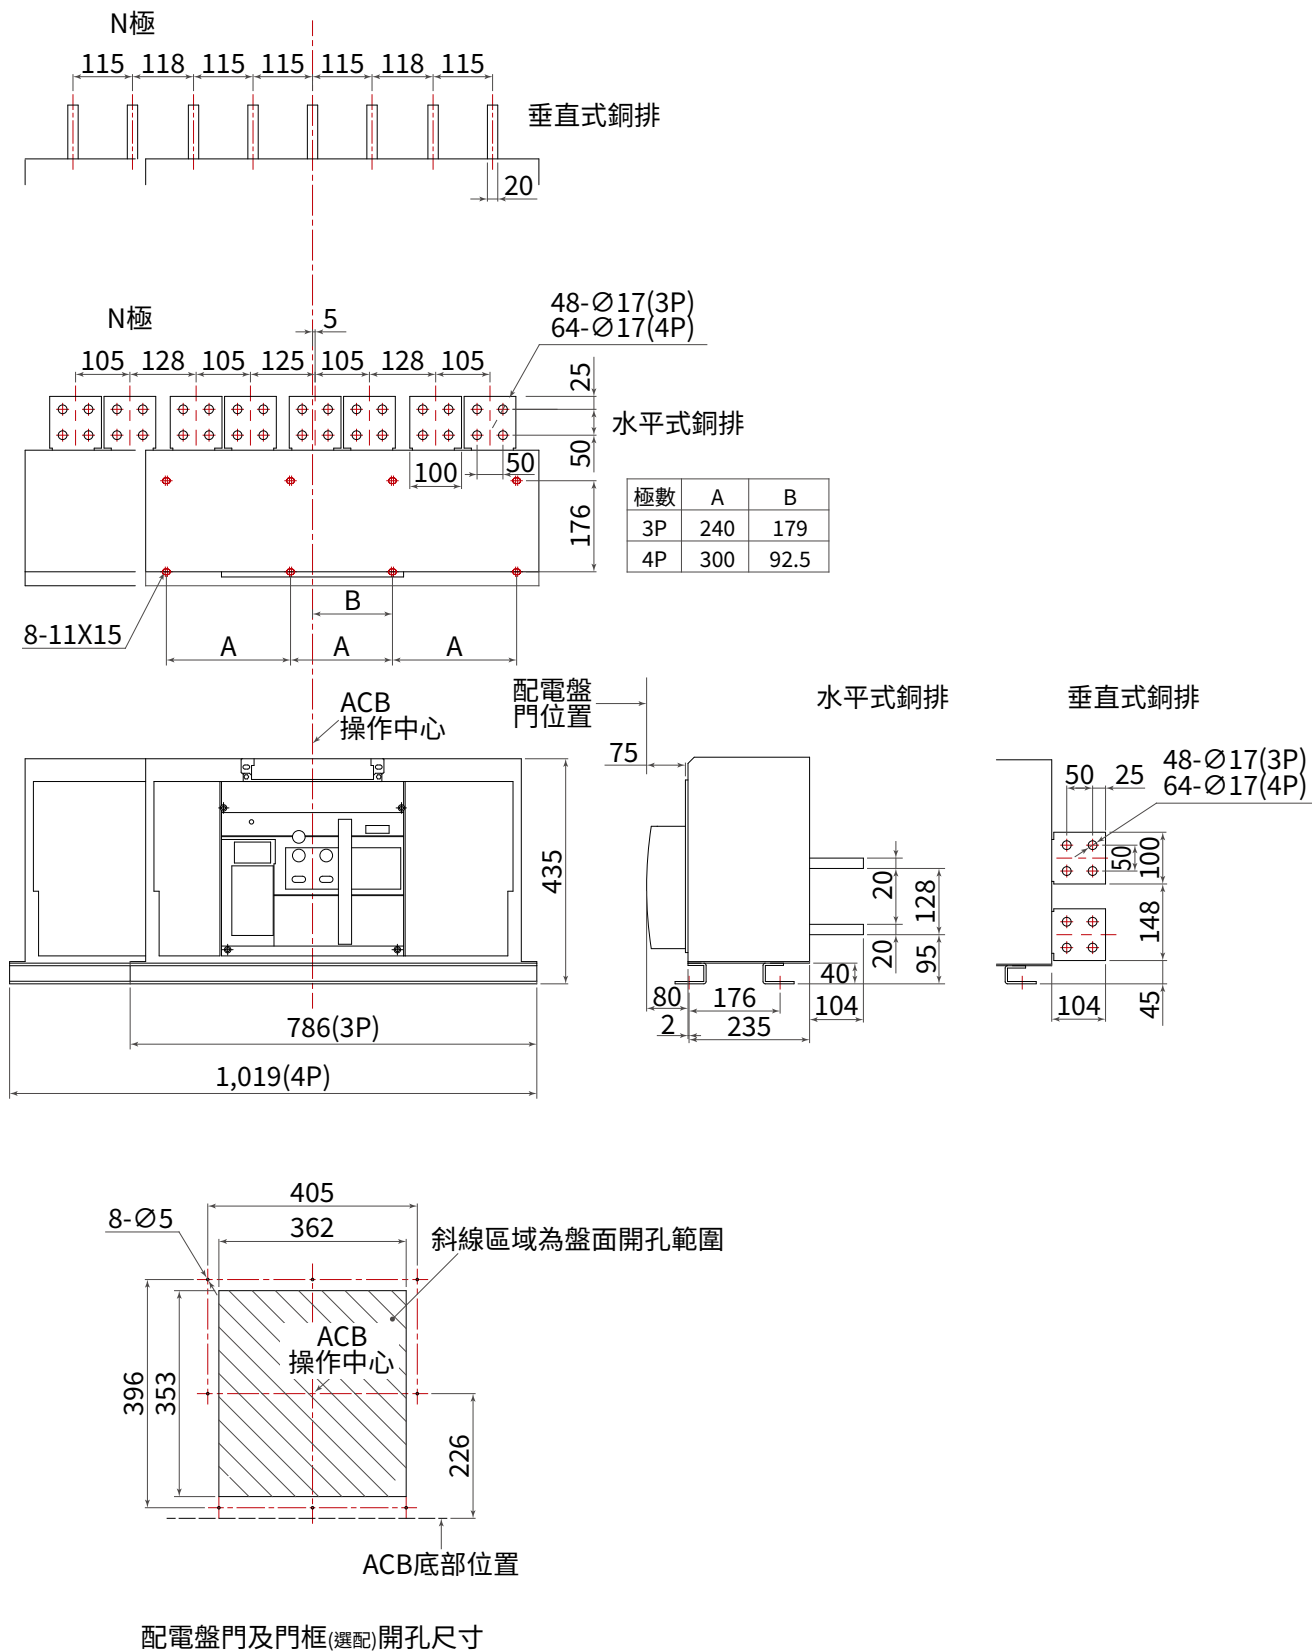 N極
115 118 115 115 115 118 115
垂直式銅排
20
N極
5
48-∅17(3P)
64-∅17(4P)
105 128 105 125 105 128 105
25
水平式銅排
50
100 50
176
極數 A B
3P 240 179
4P 300 92.5
B
8-11X15
A A A
ACB
操作中心
配電盤
門位置
水平式銅排
垂直式銅排
75
48-∅17(3P)
64-∅17(4P)
50 25
435
20
128
20
95
40
50
100
148
45
80 176 104
2 235
104
786(3P)
1,019(4P)
405
8-∅5
362
斜線區域為盤面開孔範圍
ACB
操作中心
396
353
226
ACB底部位置
配電盤門及門框(選配)開孔尺寸